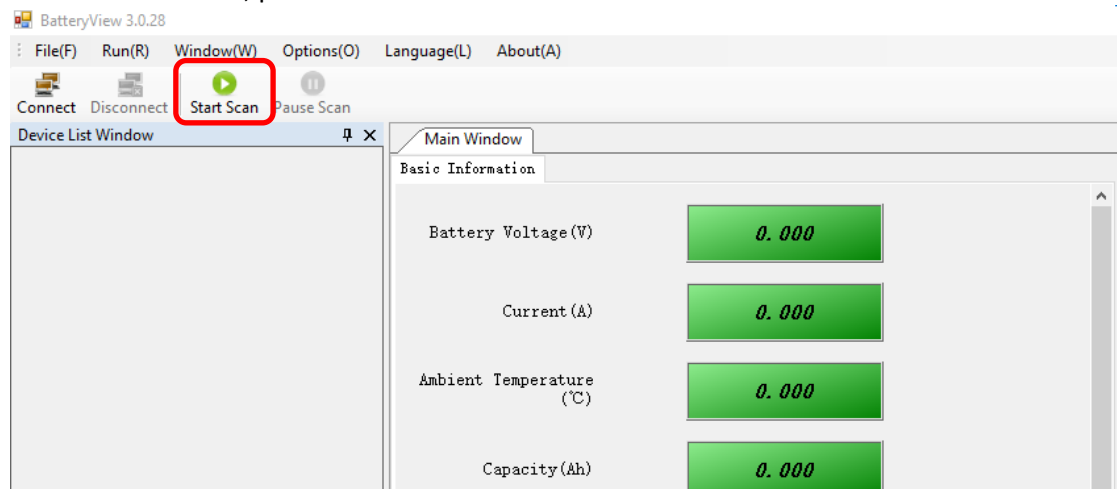 BatteryView 3.0.28
File(F) Run(R) Window(W) Options(O) Language(L) About(A)
Connect Disconnect Start Scan Pause Scan
Device List Window
Main Window
Basic Information
Battery Voltage(V) 0.000
Current(A) 0.000
Ambient Temperature
(℃) 0.000
Capacity(Ah) 0.000